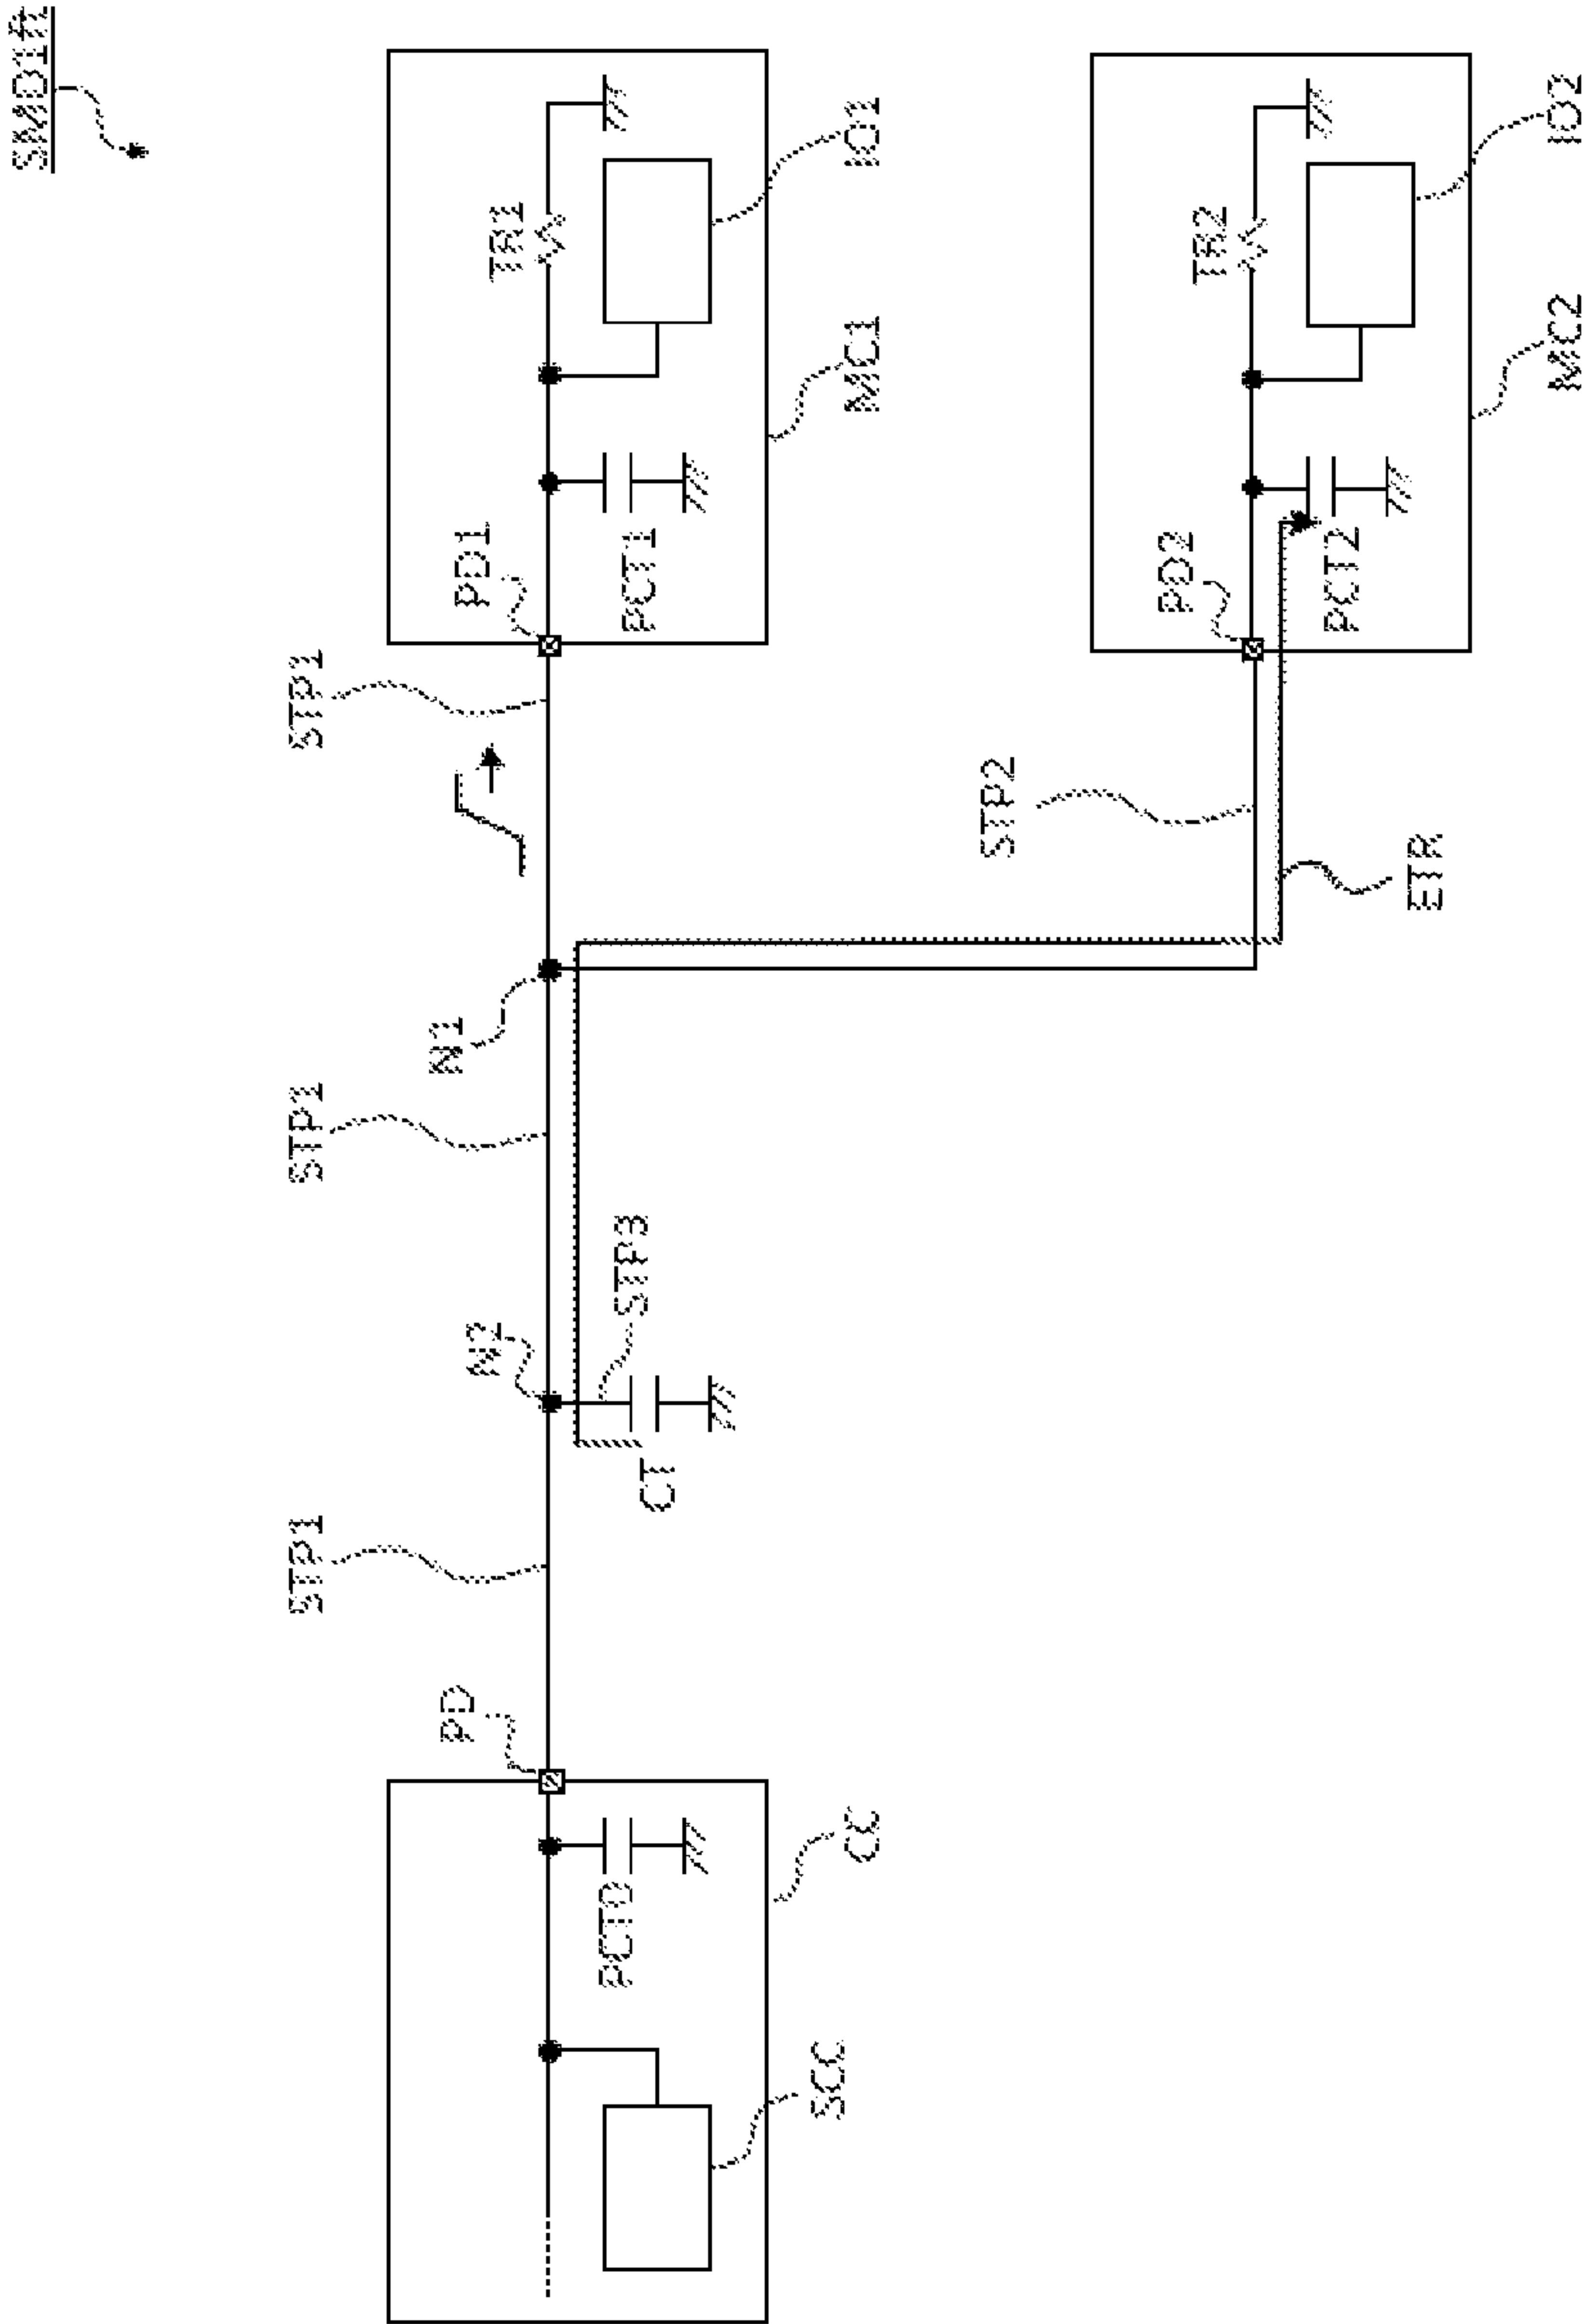 SMD1ft
STP1
STP1
STP1
PD
N2
N1
PD1
TR1
PCT0
CT
STP3
PCT1
SCC
CC
MC1
IO1
STP2
PD2
TR2
PCT2
ETR
MC2
IO2